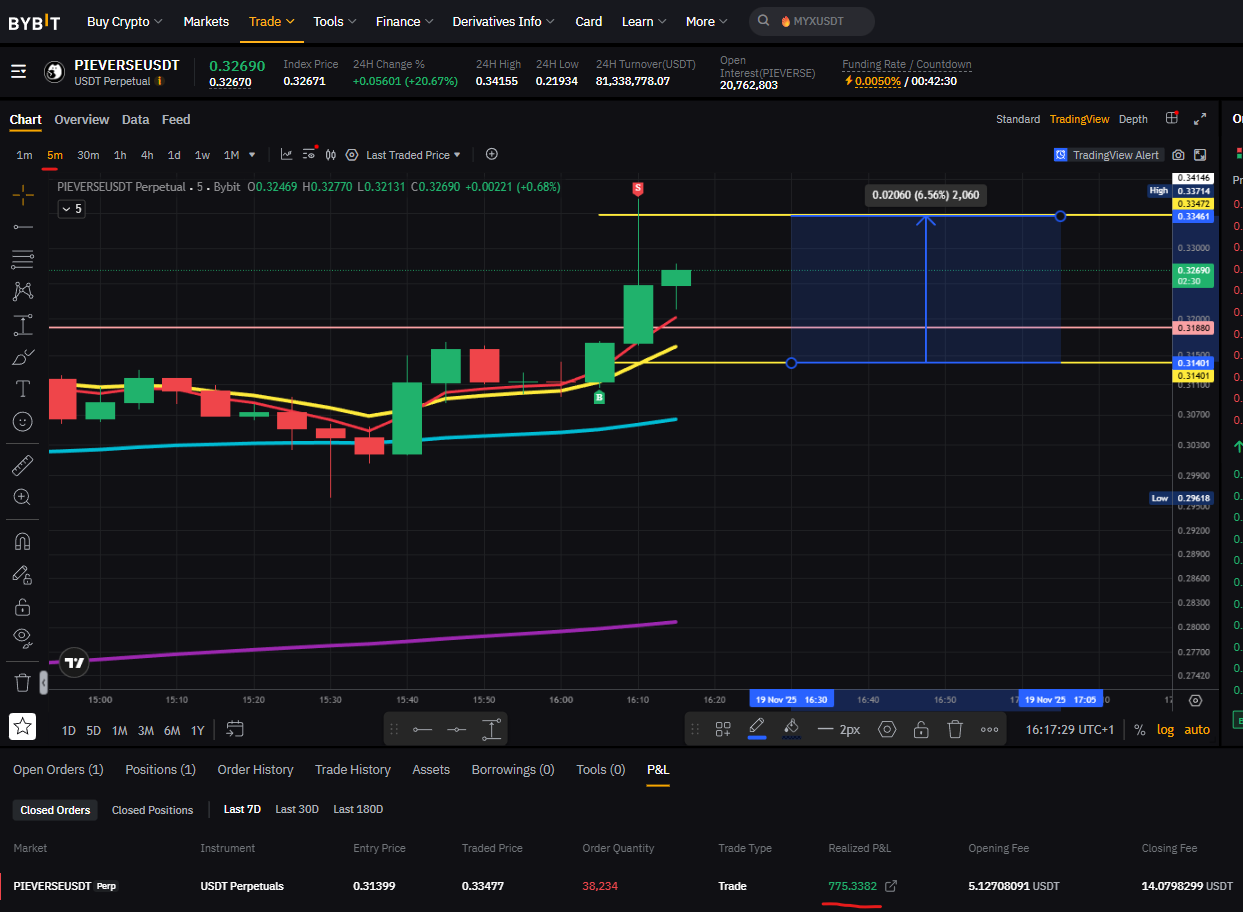 BYBIT Buy Crypto Markets Trade Tools Finance Derivatives Info Card Learn More MYXUSDT
PIEVERSEUSDT
USDT Perpetual
0.32690
0.32670
Index Price
0.32671
24H Change %
+0.05601 (+20.67%)
24H High
0.34155
24H Low
0.21934
24H Turnover(USDT)
81,338,778.07
Open
Interest(PIEVERSE)
20,762,803
Funding Rate / Countdown
0.0050% / 00:42:30
Chart Overview Data Feed Standard TradingView Depth
1m 5m 30m 1h 4h 1d 1w 1M Last Traded Price TradingView Alert
PIEVERSEUSDT Perpetual · 5 · Bybit O0.32469 H0.32770 L0.32131 C0.32690 +0.00221 (+0.68%)
5
S
B
0.02060 (6.56%) 2,060
0.34146
High 0.33714
0.33472
0.33461
0.33000
0.32690
02:30
0.32000
0.31880
0.31500
0.31401
0.31401
0.31100
0.30700
0.30300
0.29900
Low 0.29618
0.29500
0.29200
0.28900
0.28600
0.28300
0.28000
0.27700
0.27420
15:00 15:10 15:20 15:30 15:40 15:50 16:00 16:10 16:20 19 Nov '25 16:30 16:40 16:50 19 Nov '25 17:05
1D 5D 1M 3M 6M 1Y 2px 16:17:29 UTC+1 % log auto
Open Orders (1) Positions (1) Order History Trade History Assets Borrowings (0) Tools (0) P&L
Closed Orders Closed Positions Last 7D Last 30D Last 180D
Market Instrument Entry Price Traded Price Order Quantity Trade Type Realized P&L Opening Fee Closing Fee
PIEVERSEUSDT Perp USDT Perpetuals 0.31399 0.33477 38,234 Trade 775.3382 5.12708091 USDT 14.0798299 USDT